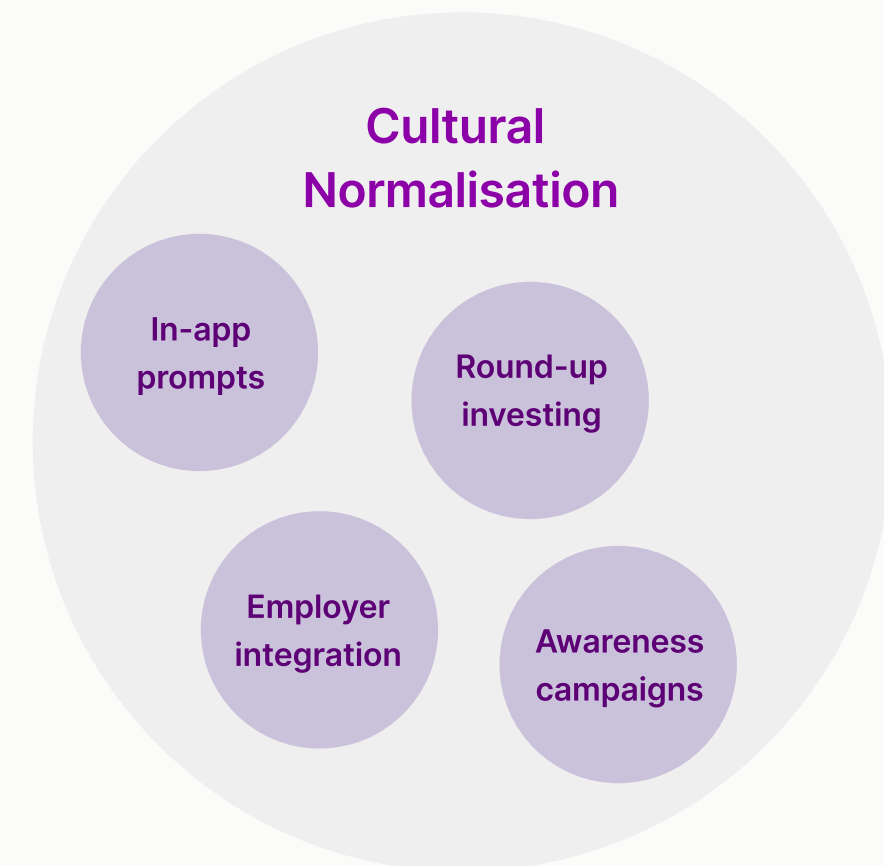 Cultural
Normalisation
In-app
prompts
Round-up
investing
Employer
integration
Awareness
campaigns